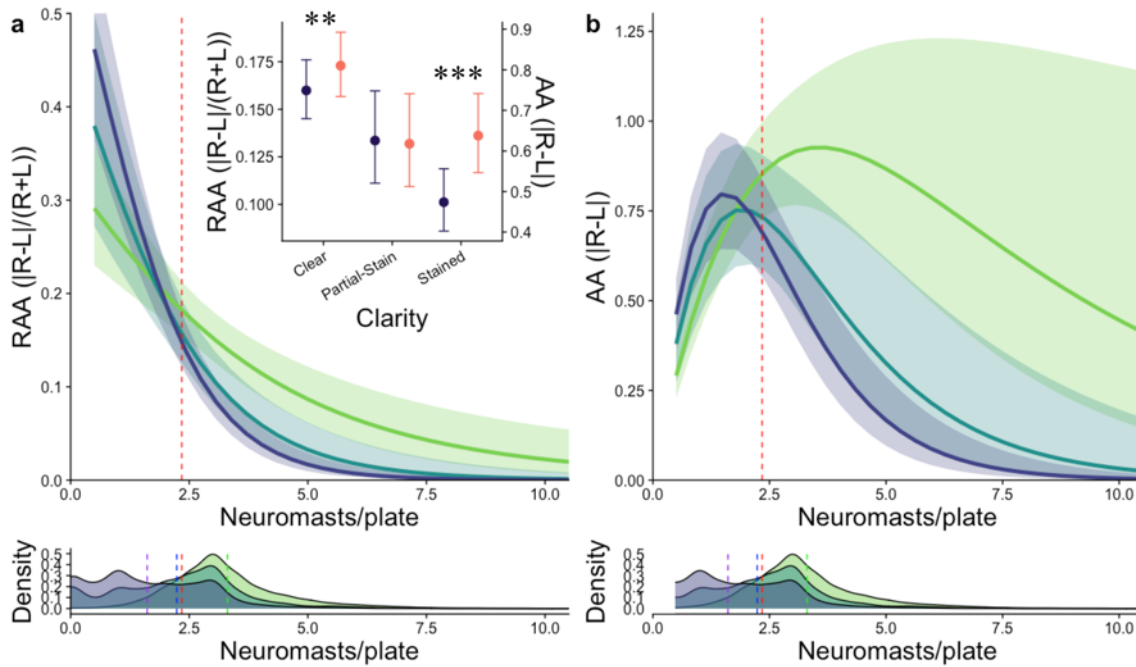 a
RAA (|R-L|/(R+L))
0.5
0.4
0.3
0.2
0.1
0.0
0.0 2.5 5.0 7.5 10.0
Neuromasts/plate
RAA (|R-L|/(R+L))
0.175
0.150
0.125
0.100
** ***
0.9
0.8
0.7
0.6
0.5
0.4
AA (|R-L|)
Clear Partial-Stain Stained
Clarity
Density
0.5
0.4
0.3
0.2
0.1
0.0
0.0 2.5 5.0 7.5 10.0
Neuromasts/plate
b
AA (|R-L|)
1.25
1.00
0.75
0.50
0.25
0.00
0.0 2.5 5.0 7.5 10.0
Neuromasts/plate
Density
0.5
0.4
0.3
0.2
0.1
0.0
0.0 2.5 5.0 7.5 10.0
Neuromasts/plate